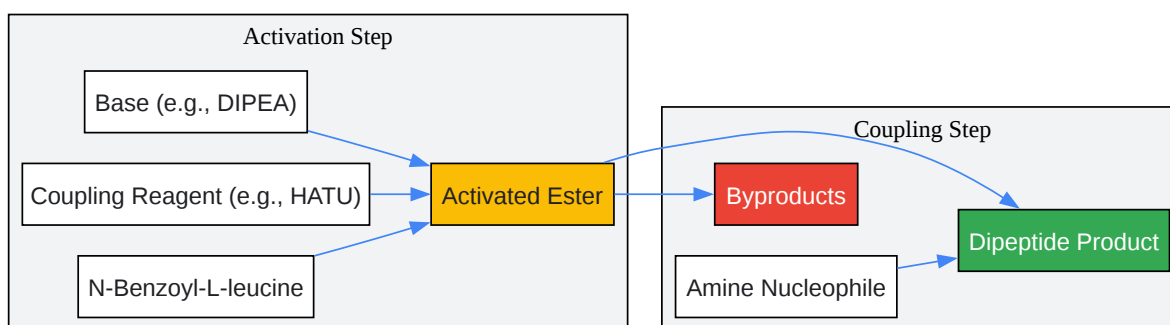 Activation Step
Base (e.g., DIPEA)
Coupling Reagent (e.g., HATU)
N-Benzoyl-L-leucine
Activated Ester
Coupling Step
Byproducts
Amine Nucleophile
Dipeptide Product